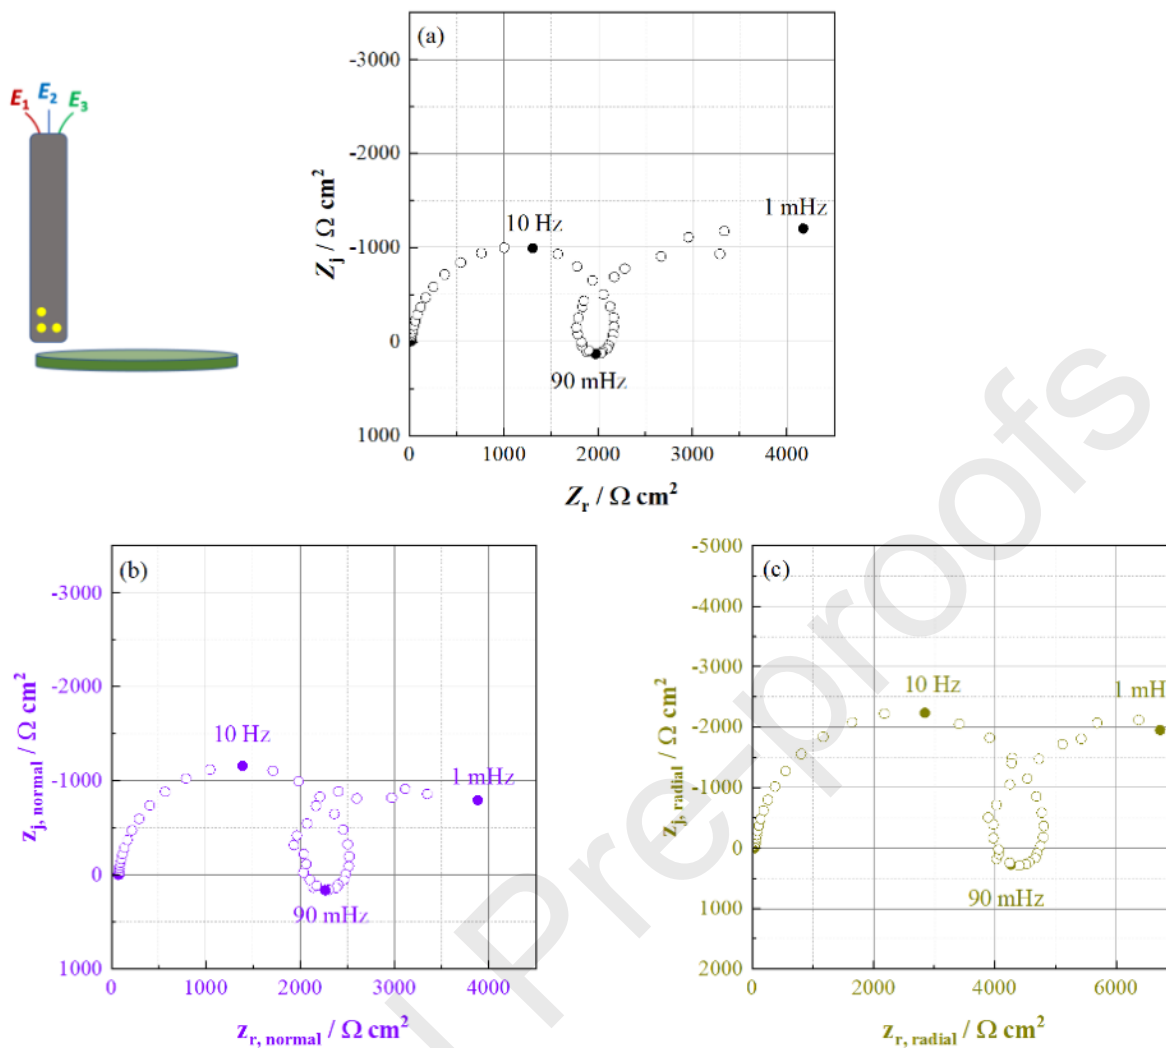 E1 E2 E3
(a)
-3000
-2000
-1000
0
1000
Zj / Ω cm2
10 Hz
1 mHz
90 mHz
0 1000 2000 3000 4000
Zr / Ω cm2
(b)
-3000
-2000
-1000
0
1000
zj, normal / Ω cm2
10 Hz
1 mHz
90 mHz
0 1000 2000 3000 4000
zr, normal / Ω cm2
(c)
-5000
-4000
-3000
-2000
-1000
0
1000
2000
zj, radial / Ω cm2
10 Hz
1 mH
90 mHz
0 2000 4000 6000
zr, radial / Ω cm2
l Pre-proofs